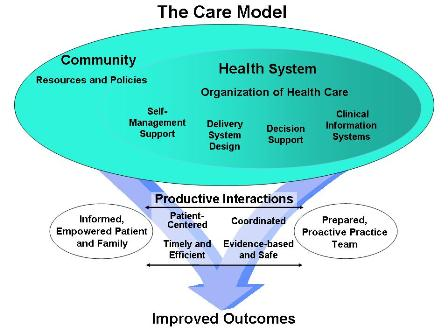 The Care Model
Community
Resources and Policies
Health System
Organization of Health Care
Self-
Management
Support
Delivery
System
Design
Decision
Support
Clinical
Information
Systems
Productive Interactions
Informed,
Empowered Patient
and Family
Patient-
Centered
Coordinated
Timely and
Efficient
Evidence-based
and Safe
Prepared,
Proactive Practice
Team
Improved Outcomes